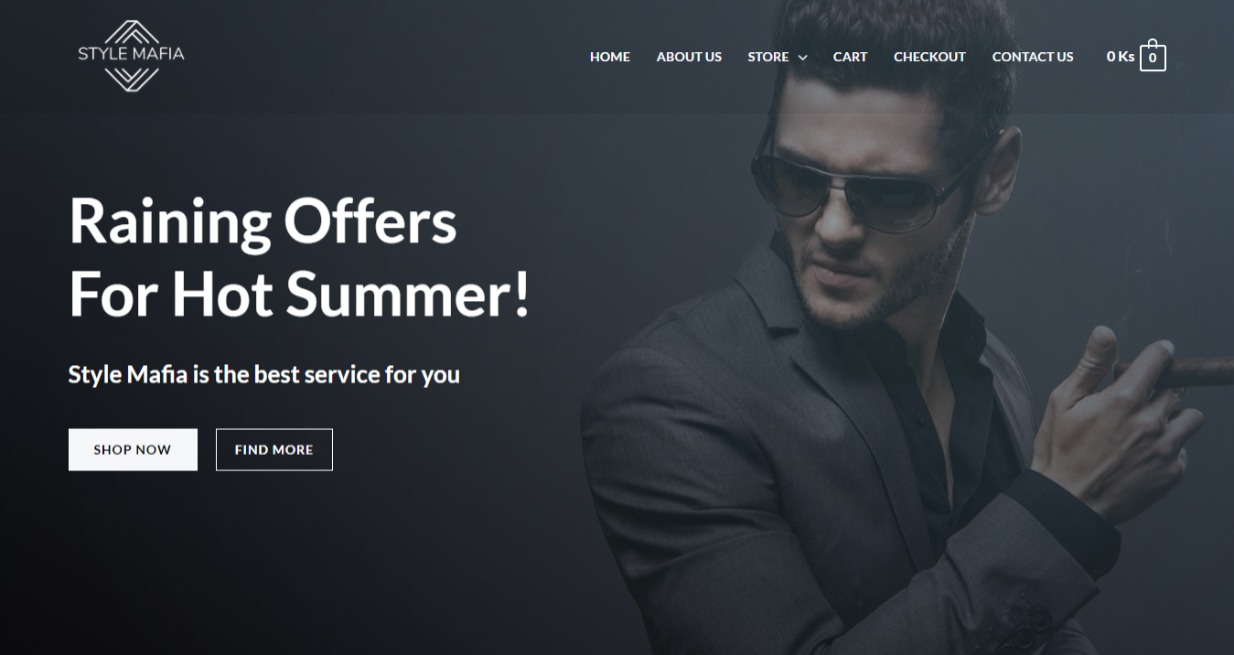 STYLE MAFIA
HOME ABOUT US STORE CART CHECKOUT CONTACT US 0 Ks 0
Raining Offers
For Hot Summer!
Style Mafia is the best service for you
SHOP NOW FIND MORE